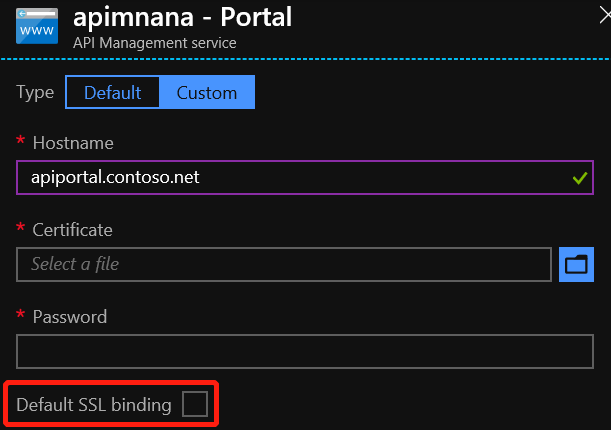 apimnana - Portal
WWW
API Management service
Type Default Custom
* Hostname
apiportal.contoso.net
* Certificate
Select a file
* Password
Default SSL binding